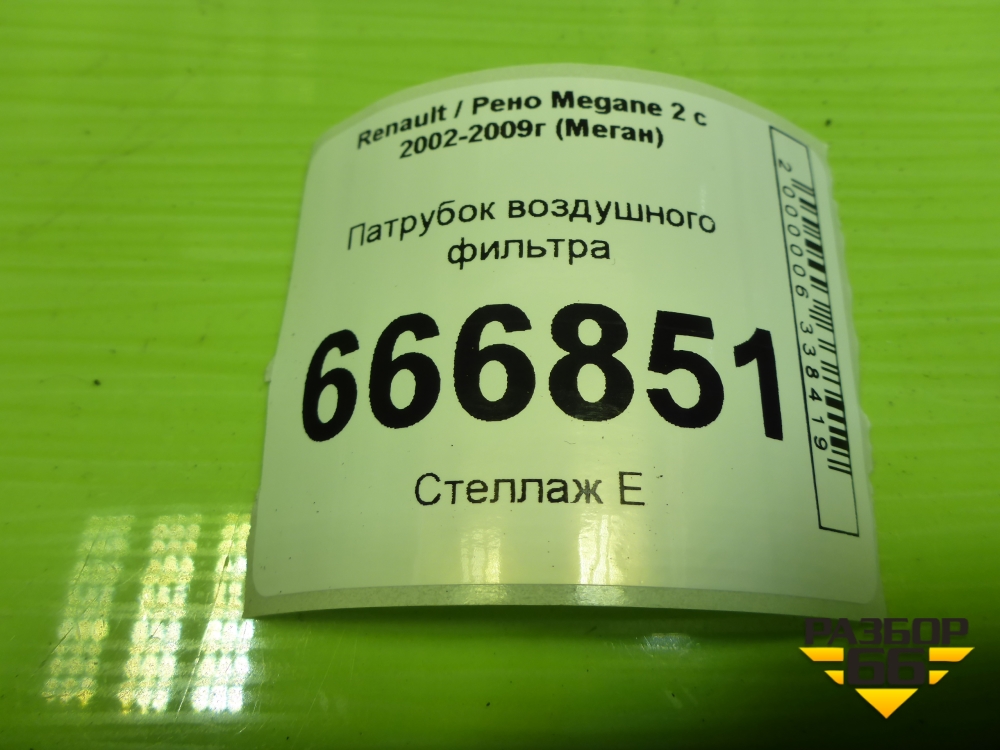 Renault / Рено Megane 2 с
2002-2009г (Меган)
Патрубок воздушного
фильтра
666851
Стеллаж Е
2000006338419
РАЗБОР
66